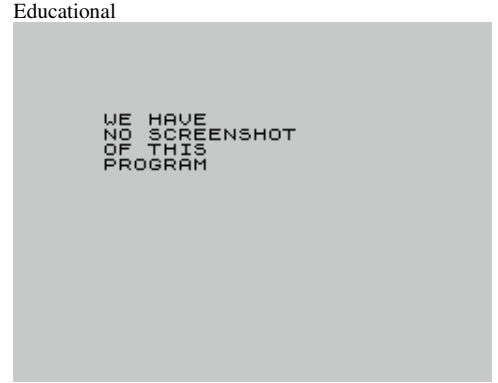 Educational
WE HAVE
NO SCREENSHOT
OF THIS
PROGRAM